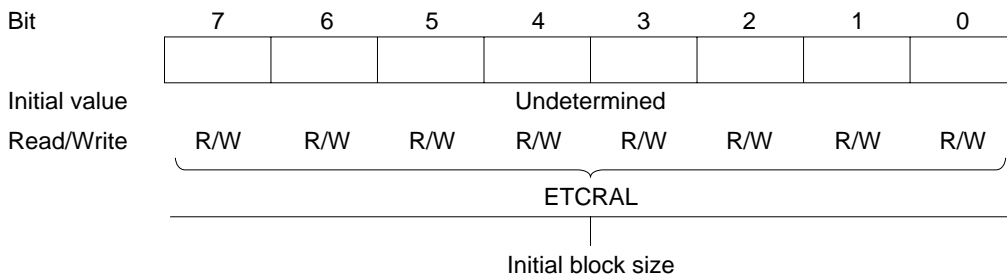 Bit 7 6 5 4 3 2 1 0
Initial value Undetermined
Read/Write R/W R/W R/W R/W R/W R/W R/W R/W
ETCRAL
Initial block size